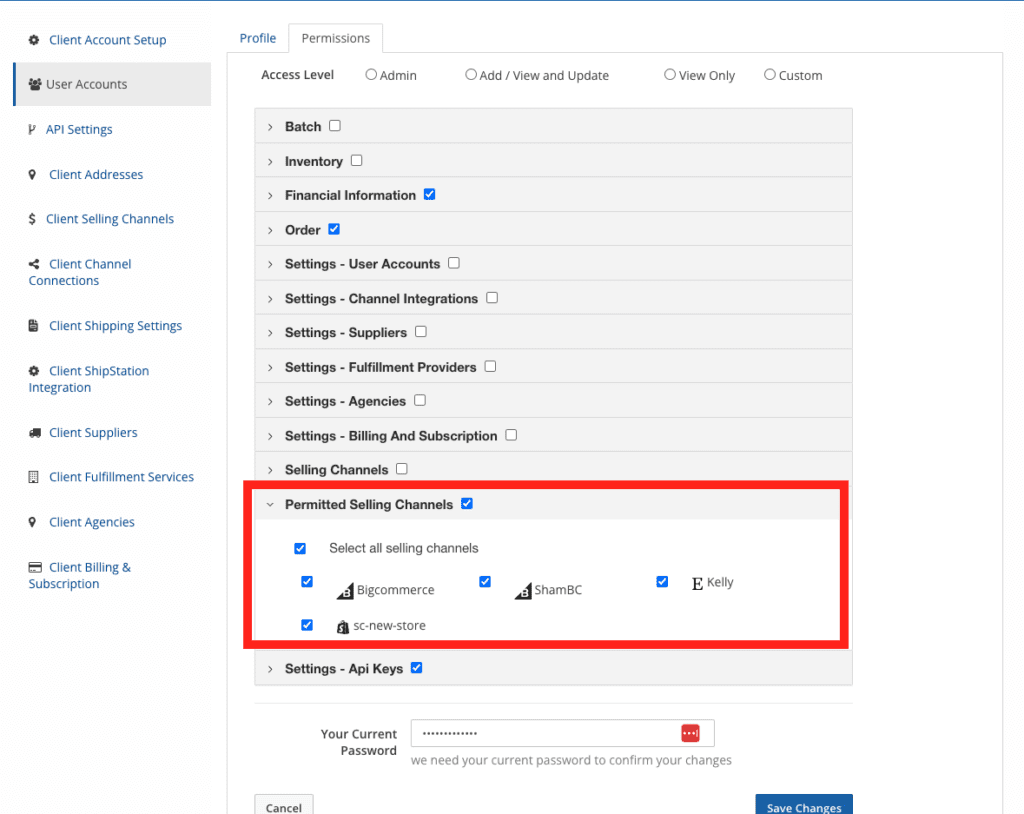 Client Account Setup
User Accounts
API Settings
Client Addresses
Client Selling Channels
Client Channel
Connections
Client Shipping Settings
Client ShipStation
Integration
Client Suppliers
Client Fulfillment Services
Client Agencies
Client Billing &
Subscription
Profile Permissions
Access Level Admin Add / View and Update View Only Custom
Batch
Inventory
Financial Information
Order
Settings - User Accounts
Settings - Channel Integrations
Settings - Suppliers
Settings - Fulfillment Providers
Settings - Agencies
Settings - Billing And Subscription
Selling Channels
Permitted Selling Channels
Select all selling channels
Bigcommerce ShamBC E Kelly
sc-new-store
Settings - Api Keys
Your Current
Password
we need your current password to confirm your changes
Cancel Save Changes